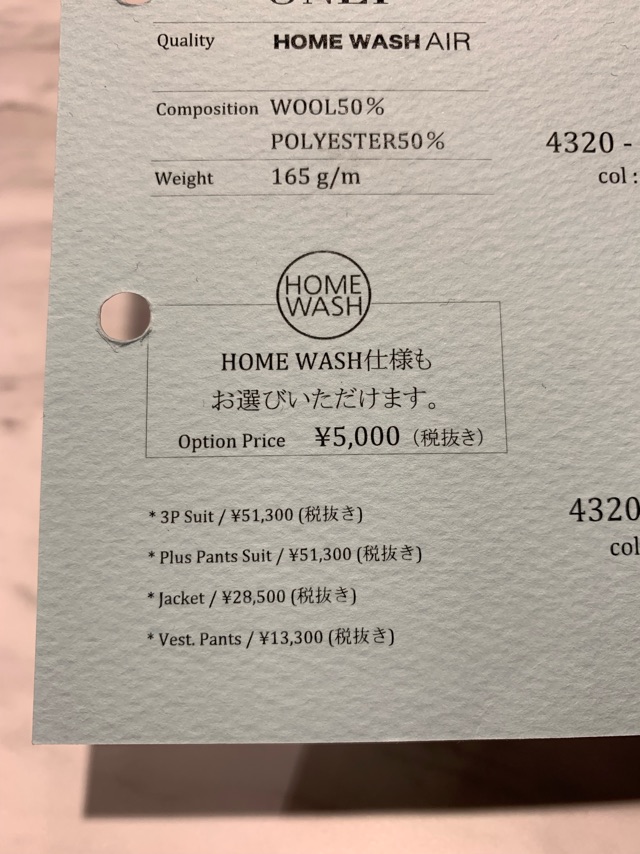 ONLY
Quality HOME WASH AIR
Composition WOOL50%
POLYESTER50%
Weight 165 g/m
4320 -
col :
HOME
WASH
HOME WASH仕様も
お選びいただけます。
Option Price ¥5,000（税抜き）
* 3P Suit / ¥51,300 (税抜き)
* Plus Pants Suit / ¥51,300 (税抜き)
* Jacket / ¥28,500 (税抜き)
* Vest. Pants / ¥13,300 (税抜き)
4320
col